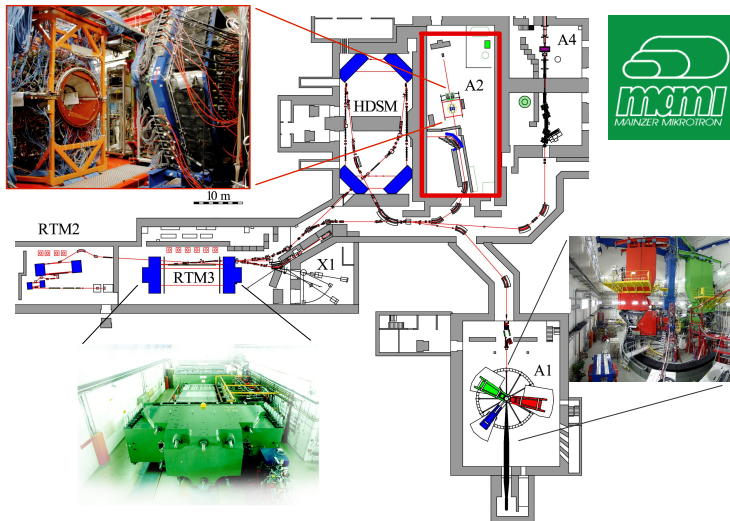 A4
A2
HDSM
mami
MAINZER MIKROTRON
10 m
RTM2
RTM3
X1
A1